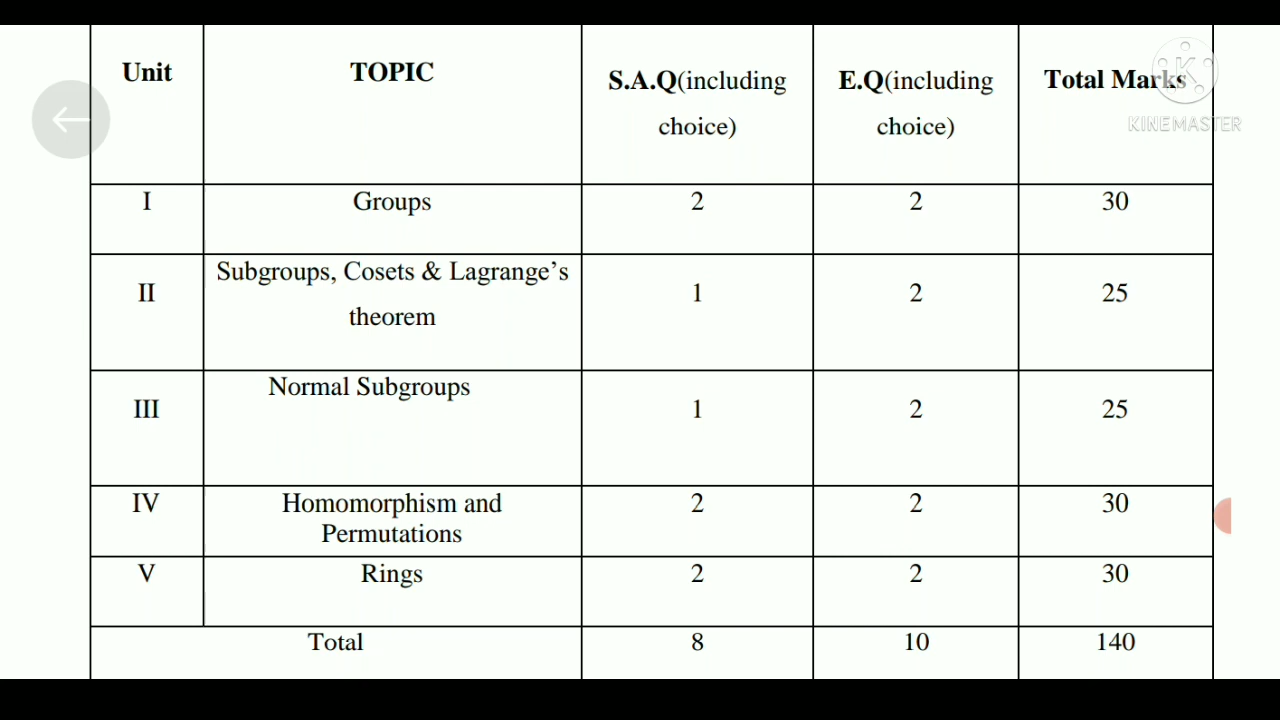 Unit TOPIC S.A.Q(including choice) E.Q(including choice) Total Marks
KINEMASTER
I Groups 2 2 30
II Subgroups, Cosets & Lagrange’s theorem 1 2 25
III Normal Subgroups 1 2 25
IV Homomorphism and Permutations 2 2 30
V Rings 2 2 30
Total 8 10 140